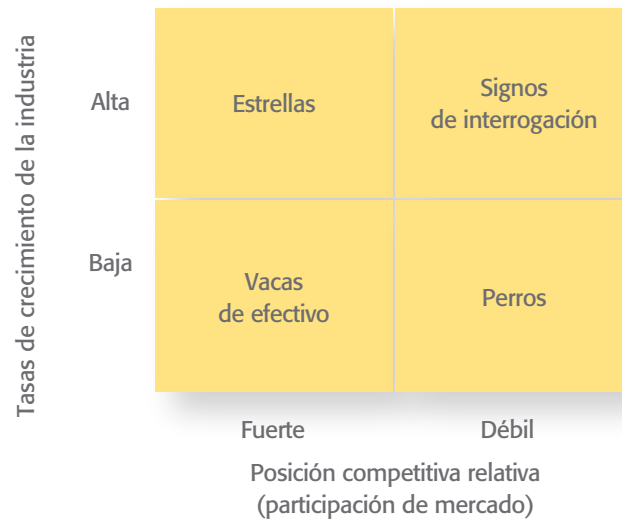 Tasas de crecimiento de la industria
Alta
Estrellas
Signos
de interrogación
Baja
Vacas
de efectivo
Perros
Fuerte
Débil
Posición competitiva relativa
(participación de mercado)